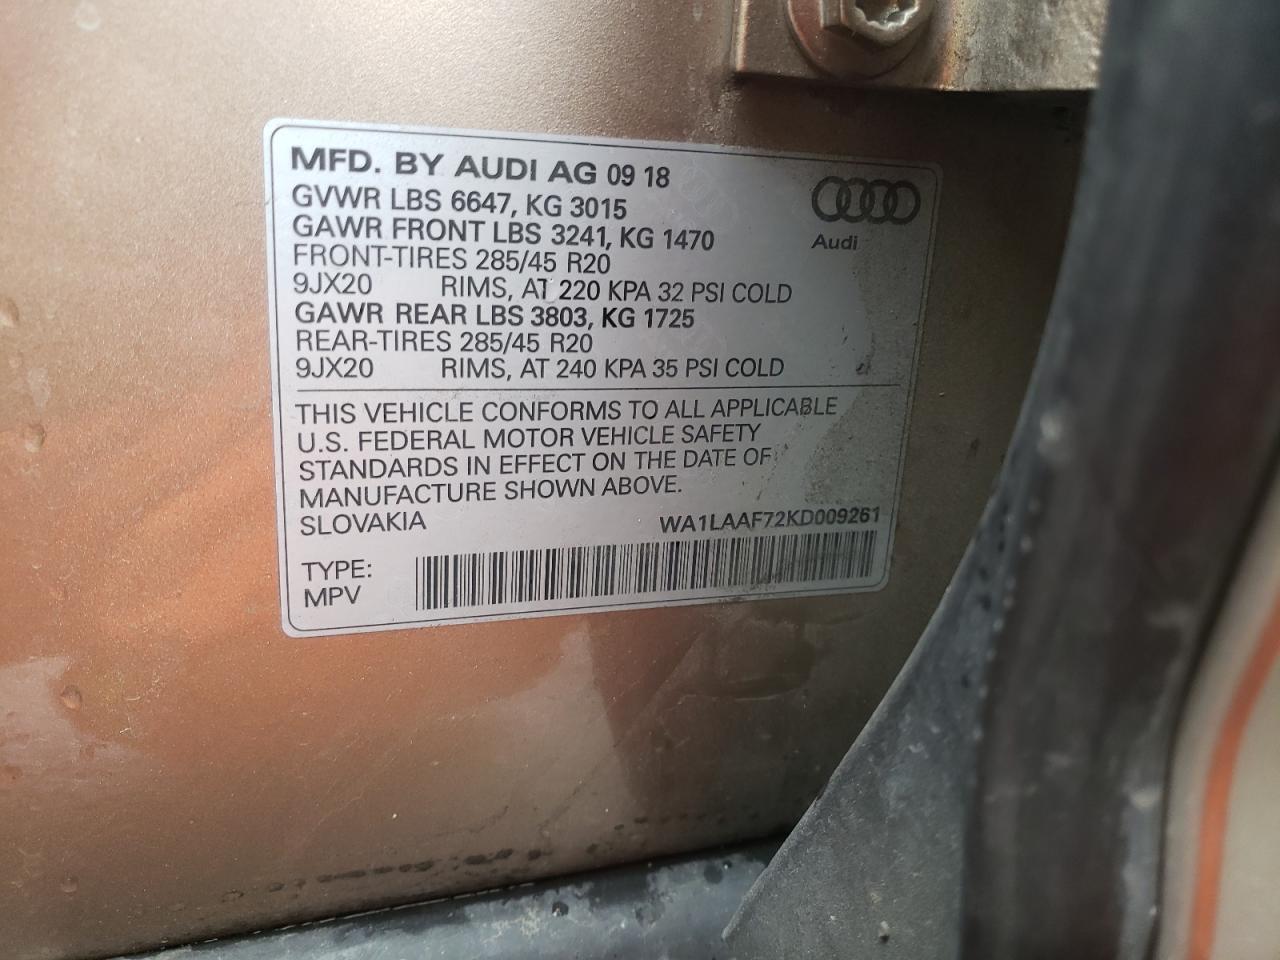 MFD. BY AUDI AG 09 18
GVWR LBS 6647, KG 3015
GAWR FRONT LBS 3241, KG 1470
FRONT-TIRES 285/45 R20
9JX20 RIMS, AT 220 KPA 32 PSI COLD
GAWR REAR LBS 3803, KG 1725
REAR-TIRES 285/45 R20
9JX20 RIMS, AT 240 KPA 35 PSI COLD
Audi
THIS VEHICLE CONFORMS TO ALL APPLICABLE
U.S. FEDERAL MOTOR VEHICLE SAFETY
STANDARDS IN EFFECT ON THE DATE OF
MANUFACTURE SHOWN ABOVE.
SLOVAKIA WA1LAAF72KD009261
TYPE:
MPV